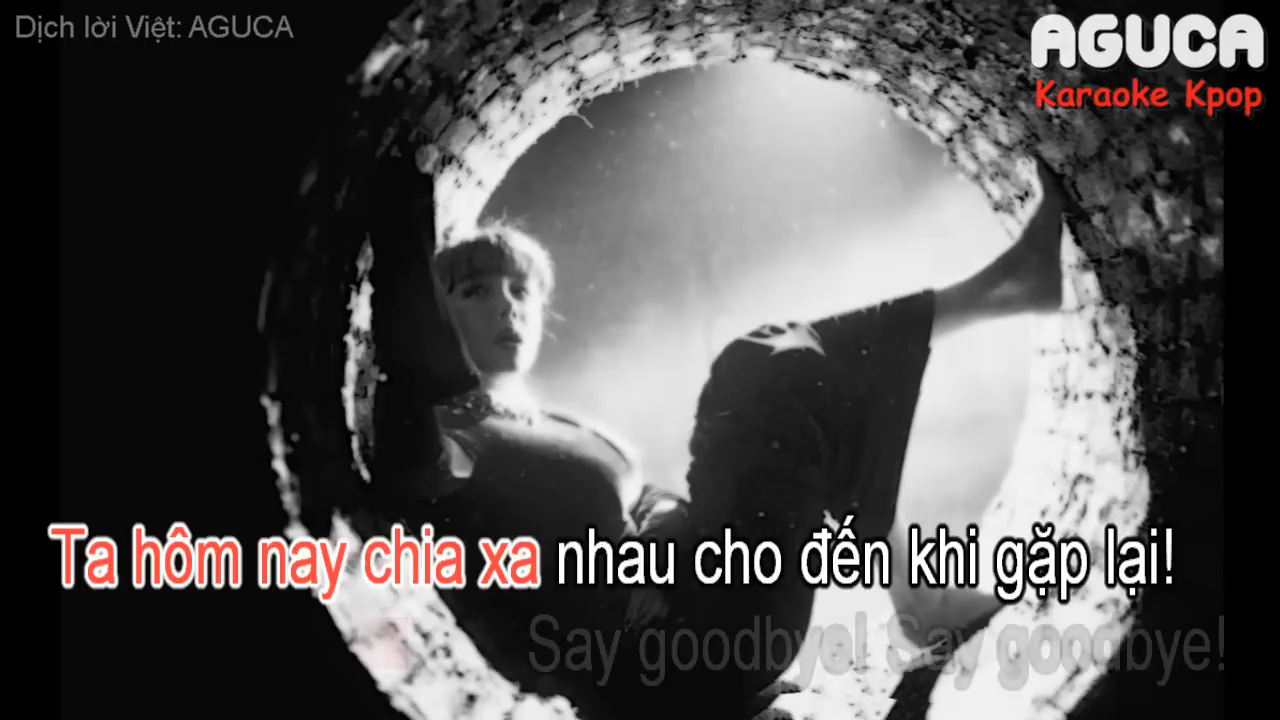 Dịch lời Việt: AGUCA
AGUCA
Karaoke Kpop
Ta hôm nay chia xa nhau cho đến khi gặp lại!
Say goodbye! Say goodbye!